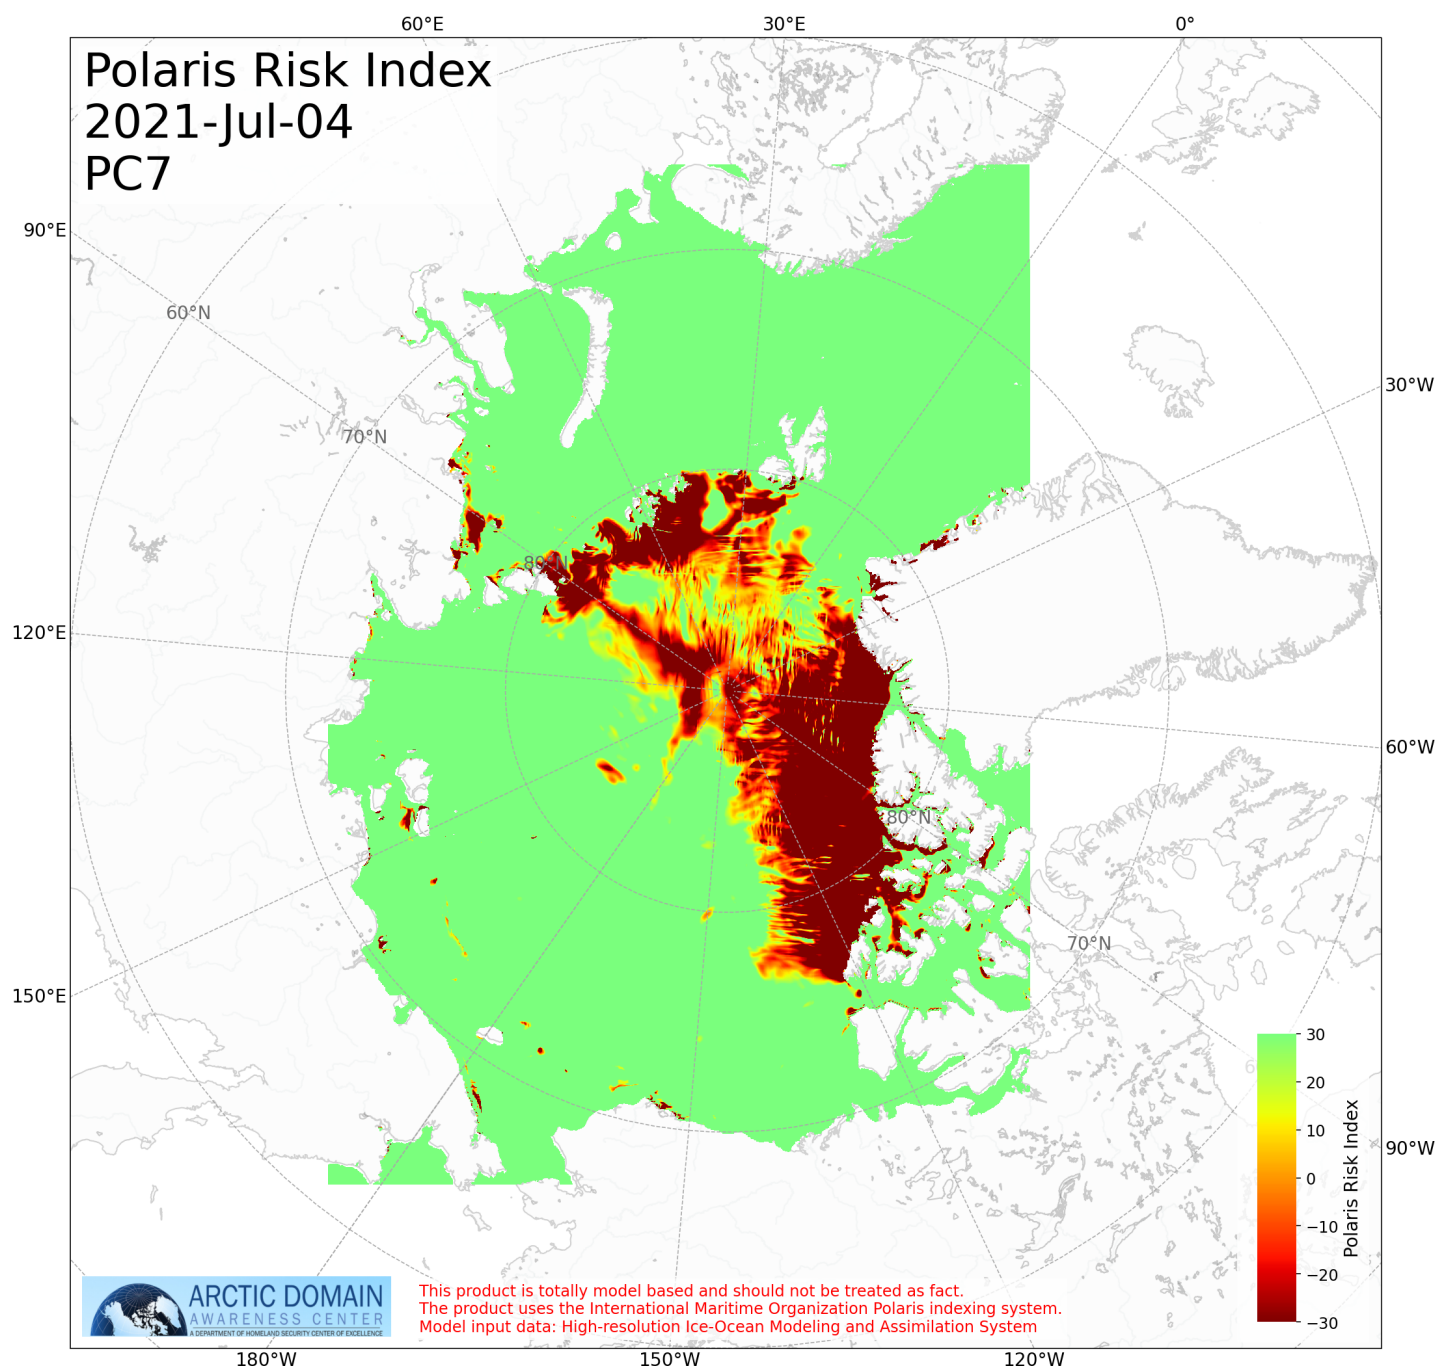 60°E
30°E
0°
Polaris Risk Index
2021-Jul-04
PC7
90°E
60°N
30°W
70°N
80°N
120°E
60°W
80°N
70°N
150°E
30
20
10
0
−10
−20
−30
Polaris Risk Index
90°W
ARCTIC DOMAIN
AWARENESS CENTER
A DEPARTMENT OF HOMELAND SECURITY CENTER OF EXCELLENCE
This product is totally model based and should not be treated as fact.
The product uses the International Maritime Organization Polaris indexing system.
Model input data: High-resolution Ice-Ocean Modeling and Assimilation System
180°W
150°W
120°W